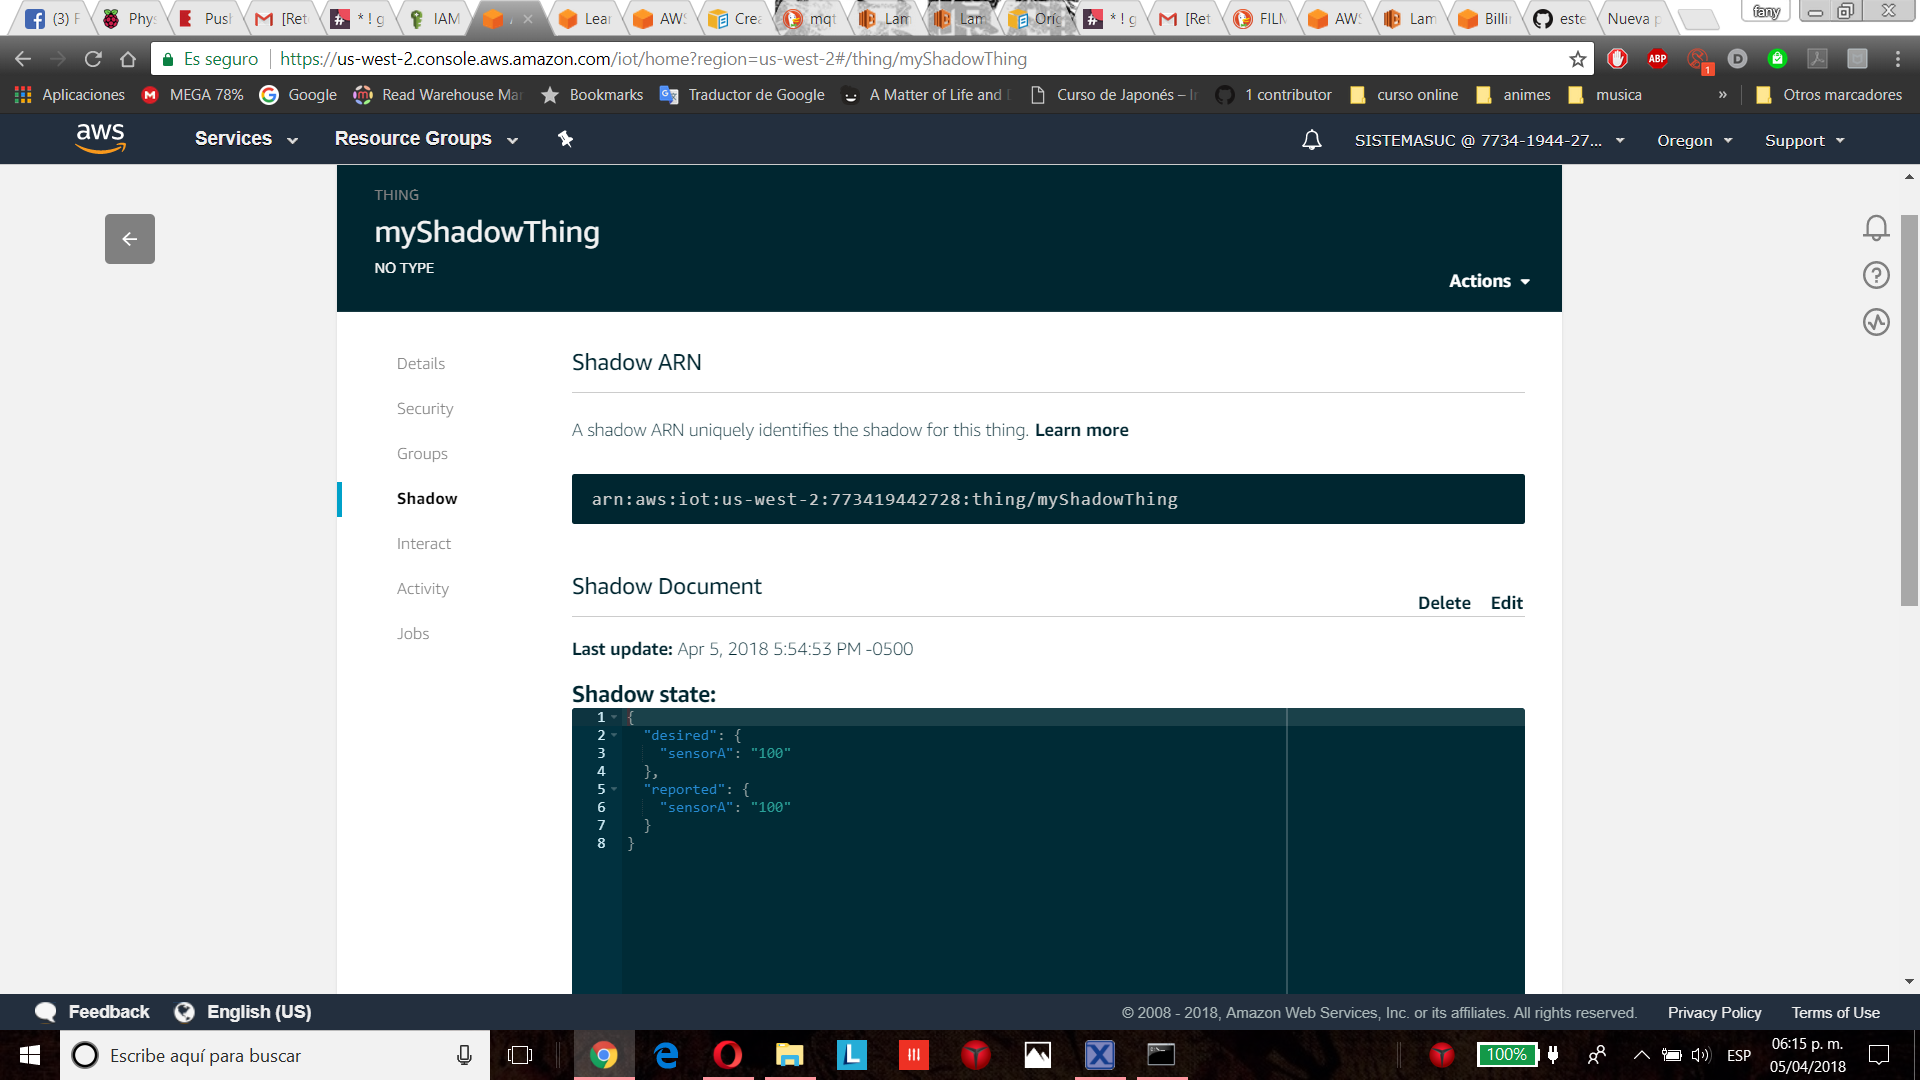 (3) F
Phy
Push
[Ret
* ! g
IAM
Lear
AWS
Crea
mqt
Lam
Lam
Orig
* ! g
[Ret
FILM
AWS
Lam
Billi
este
Nueva p
fany
Es seguro
https://us-west-2.console.aws.amazon.com/iot/home?region=us-west-2#/thing/myShadowThing
ABP
1
D
Aplicaciones
MEGA 78%
Google
Read Warehouse Mar
Bookmarks
Traductor de Google
A Matter of Life and D
Curso de Japonés – Ir
1 contributor
curso online
animes
musica
»
Otros marcadores
aws
Services
Resource Groups
SISTEMASUC @ 7734-1944-27...
Oregon
Support
THING
myShadowThing
NO TYPE
Actions
Details
Security
Groups
Shadow
Interact
Activity
Jobs
Shadow ARN
A shadow ARN uniquely identifies the shadow for this thing. Learn more
arn:aws:iot:us-west-2:773419442728:thing/myShadowThing
Shadow Document
Delete Edit
Last update: Apr 5, 2018 5:54:53 PM -0500
Shadow state:
1 {
2 "desired": {
3 "sensorA": "100"
4 },
5 "reported": {
6 "sensorA": "100"
7 }
8 }
Feedback
English (US)
© 2008 - 2018, Amazon Web Services, Inc. or its affiliates. All rights reserved.
Privacy Policy
Terms of Use
Escribe aquí para buscar
L
X
100%
ESP
06:15 p. m.
05/04/2018